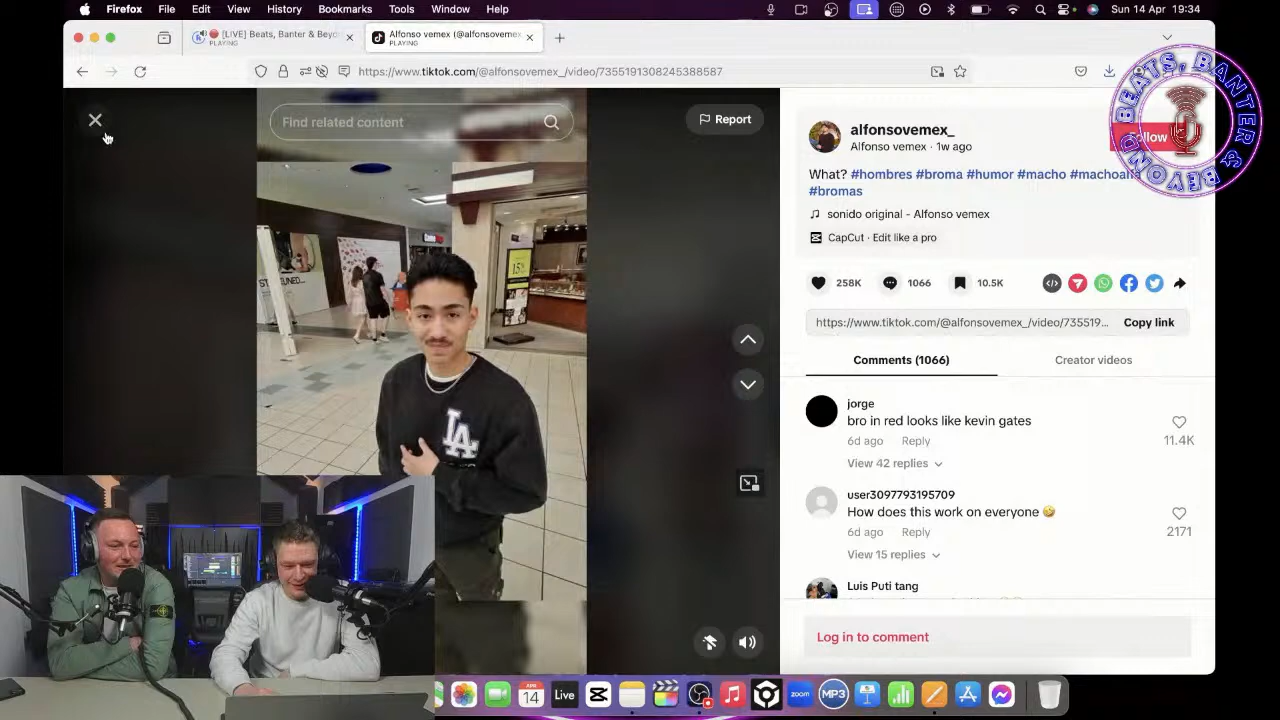 Firefox File Edit View History Bookmarks Tools Window Help
Sun 14 Apr 19:34
[LIVE] Beats, Banter & Beyo
PLAYING
Alfonso vemex (@alfonsovemex_
PLAYING
https://www.tiktok.com/@alfonsovemex_/video/7355191308245388587
BEATS, BANTER & BEYOND
Find related content
Report
alfonsovemex_
Alfonso vemex · 1w ago
What? #hombres #broma #humor #macho
#bromas
sonido original - Alfonso vemex
CapCut · Edit like a pro
258K 1066 10.5K
https://www.tiktok.com/@alfonsovemex_/video/735519...
Copy link
Comments (1066)
Creator videos
jorge
bro in red looks like kevin gates
11.4K
6d ago Reply
View 42 replies
user3097793195709
How does this work on everyone 🤣
2171
6d ago Reply
View 15 replies
Luis Puti tang
Log in to comment
LA
15%
APR
14
Live
zoom
MP3